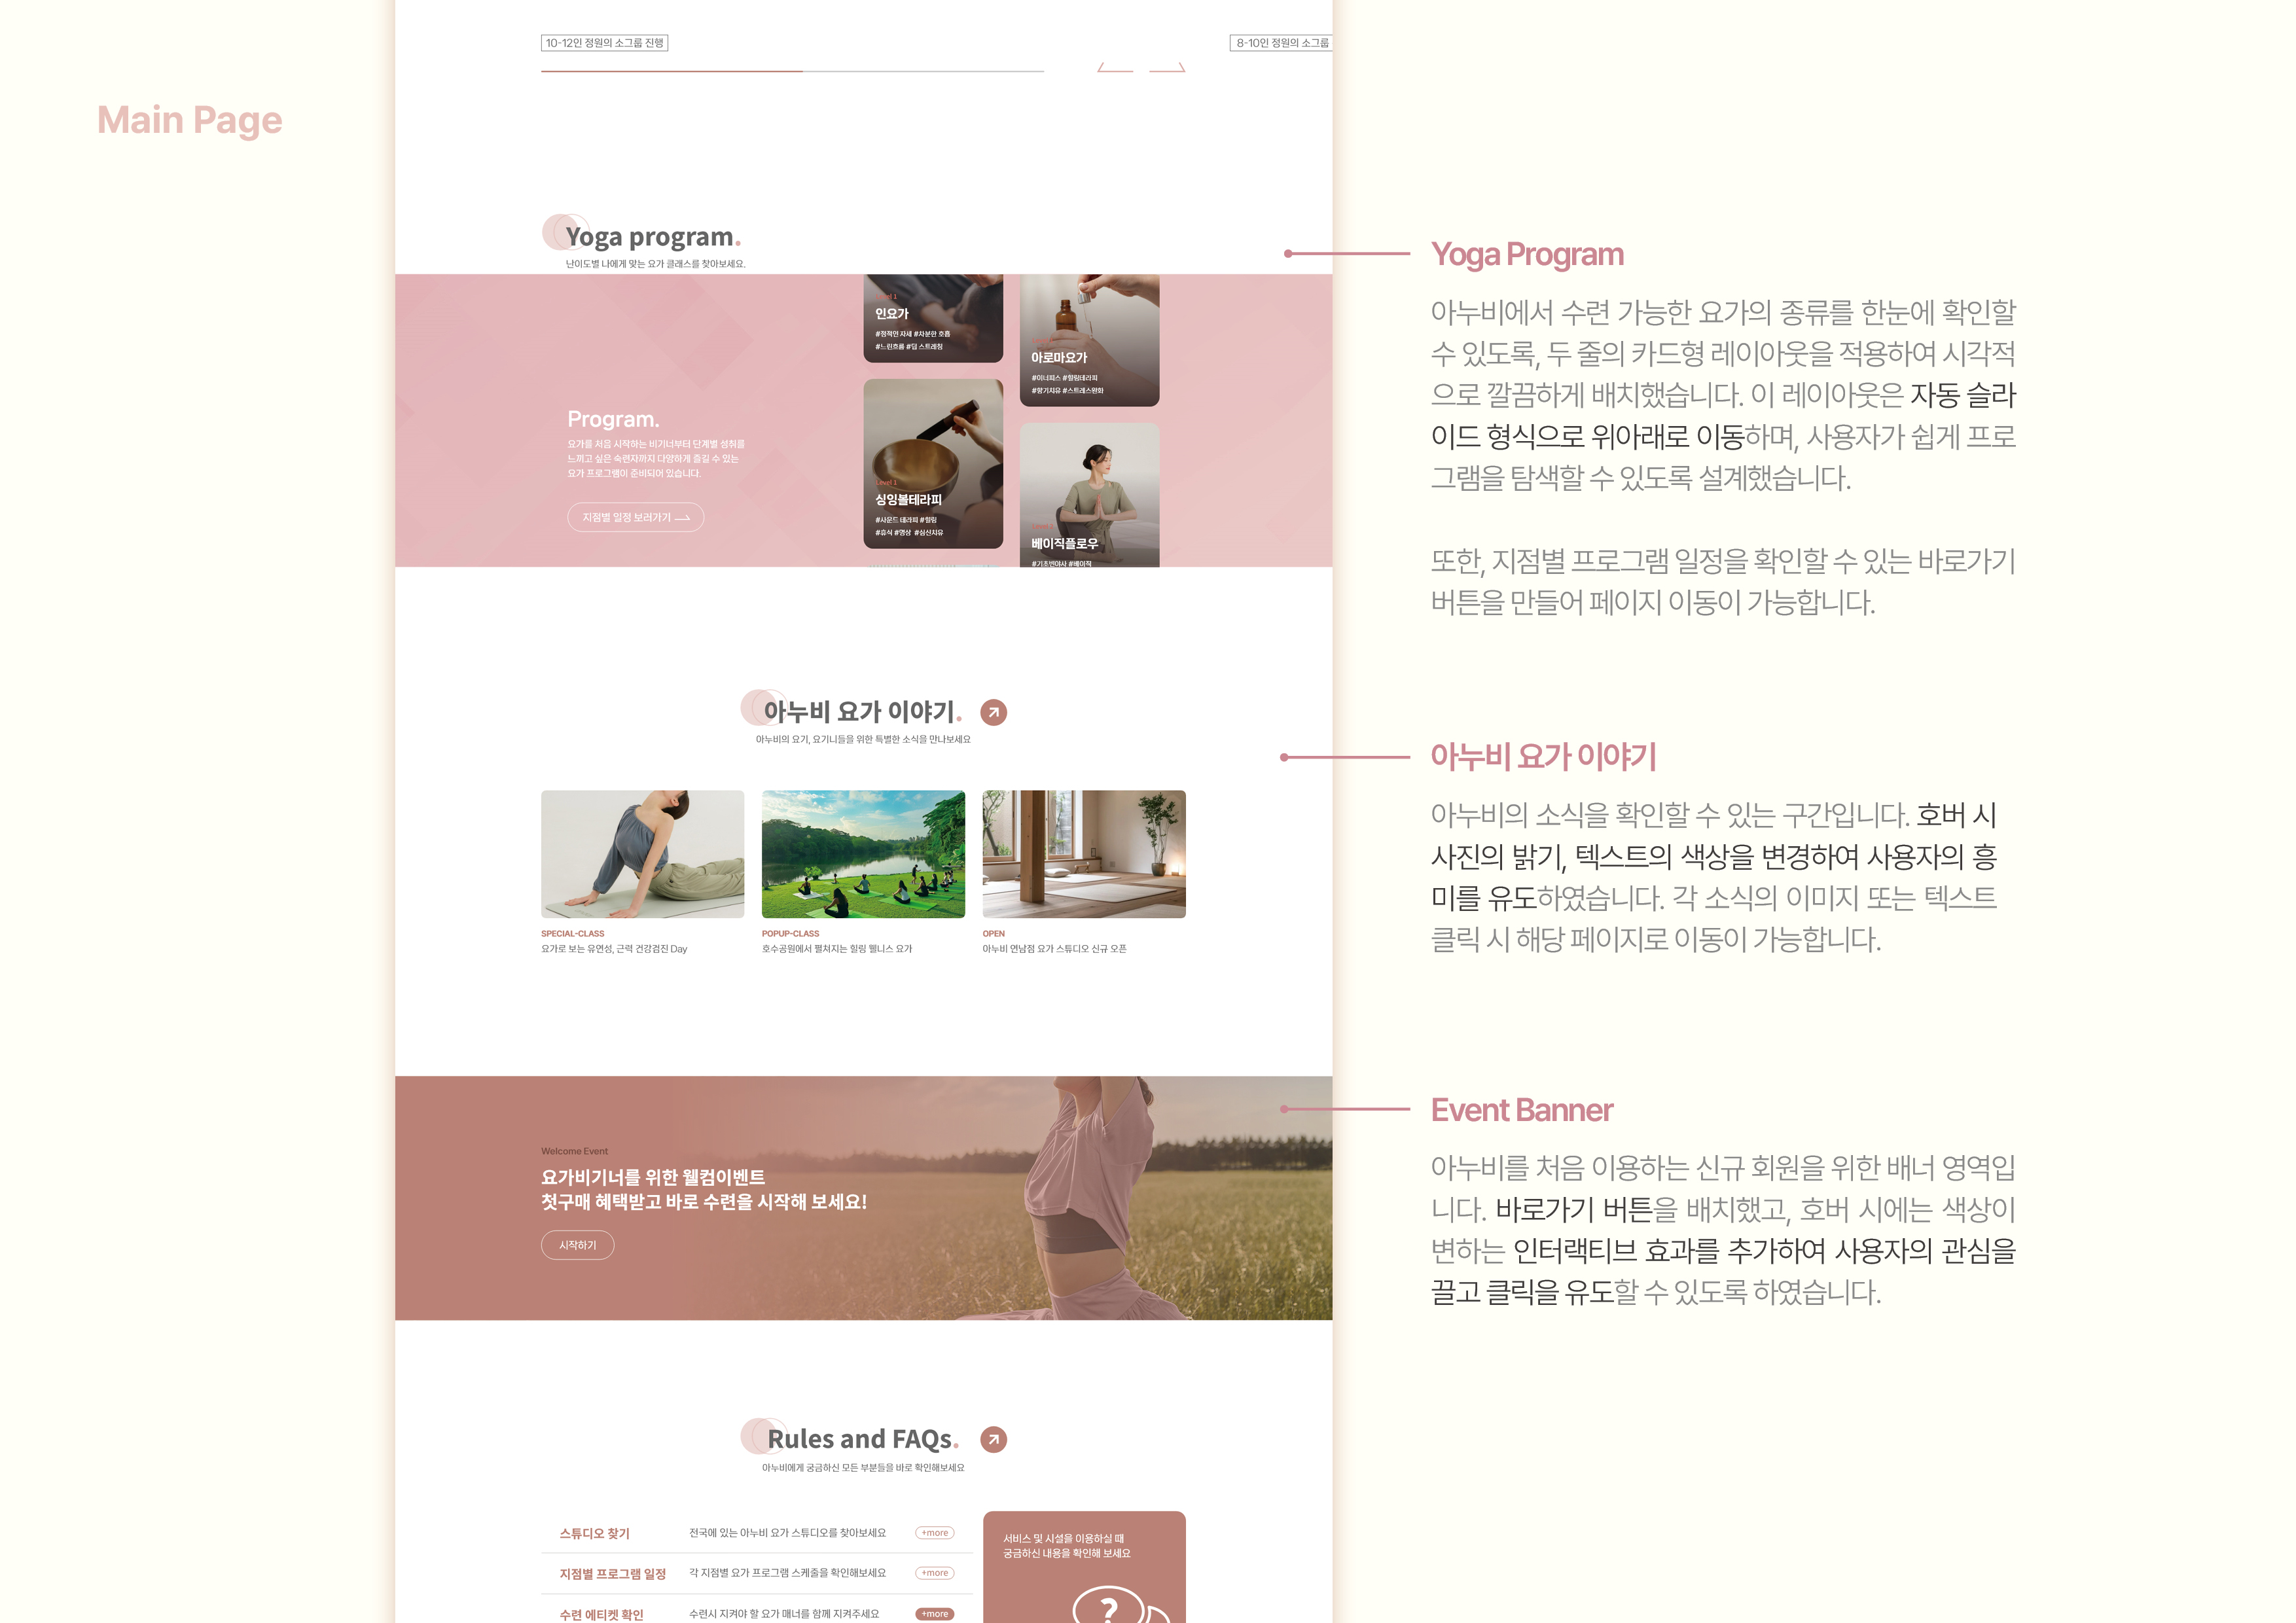 Main Page
10-12인 정원의 소그룹 진행
8-10인 정원의 소그룹
Yoga program.
난이도별 나에게 맞는 요가 클래스를 찾아보세요.
Program.
요가를 처음 시작하는 비기너부터 단계별 성취를
느끼고 싶은 숙련자까지 다양하게 즐길 수 있는
요가 프로그램이 준비되어 있습니다.
지점별 일정 보러가기
Level 1
인요가
#정적인 자세 #차분한 호흡
#느린흐름 #딥 스트레칭
아로마요가
#이너피스 #힐링테라피
#향기치유 #스트레스완화
Level 1
싱잉볼테라피
#사운드 테라피 #힐링
#휴식 #명상 #심신치유
베이직플로우
#기초빈야사 #베이직
아누비 요가 이야기.
아누비의 요기, 요기니들을 위한 특별한 소식을 만나보세요
SPECIAL-CLASS
요가로 보는 유연성, 근력 건강검진 Day
POPUP-CLASS
호수공원에서 펼쳐지는 힐링 웰니스 요가
OPEN
아누비 연남점 요가 스튜디오 신규 오픈
Welcome Event
요가비기너를 위한 웰컴이벤트
첫구매 혜택받고 바로 수련을 시작해 보세요!
시작하기
Rules and FAQs.
아누비에게 궁금하신 모든 부분들을 바로 확인해보세요
스튜디오 찾기 전국에 있는 아누비 요가 스튜디오를 찾아보세요 +more
지점별 프로그램 일정 각 지점별 요가 프로그램 스케줄을 확인해보세요 +more
수련 에티켓 확인 수련시 지켜야 할 요가 매너를 함께 지켜주세요 +more
서비스 및 시설을 이용하실 때
궁금하신 내용을 확인해 보세요
?
Yoga Program
아누비에서 수련 가능한 요가의 종류를 한눈에 확인할
수 있도록, 두 줄의 카드형 레이아웃을 적용하여 시각적
으로 깔끔하게 배치했습니다. 이 레이아웃은 자동 슬라
이드 형식으로 위아래로 이동하며, 사용자가 쉽게 프로
그램을 탐색할 수 있도록 설계했습니다.
또한, 지점별 프로그램 일정을 확인할 수 있는 바로가기
버튼을 만들어 페이지 이동이 가능합니다.
아누비 요가 이야기
아누비의 소식을 확인할 수 있는 구간입니다. 호버 시
사진의 밝기, 텍스트의 색상을 변경하여 사용자의 흥
미를 유도하였습니다. 각 소식의 이미지 또는 텍스트
클릭 시 해당 페이지로 이동이 가능합니다.
Event Banner
아누비를 처음 이용하는 신규 회원을 위한 배너 영역입
니다. 바로가기 버튼을 배치했고, 호버 시에는 색상이
변하는 인터랙티브 효과를 추가하여 사용자의 관심을
끌고 클릭을 유도할 수 있도록 하였습니다.